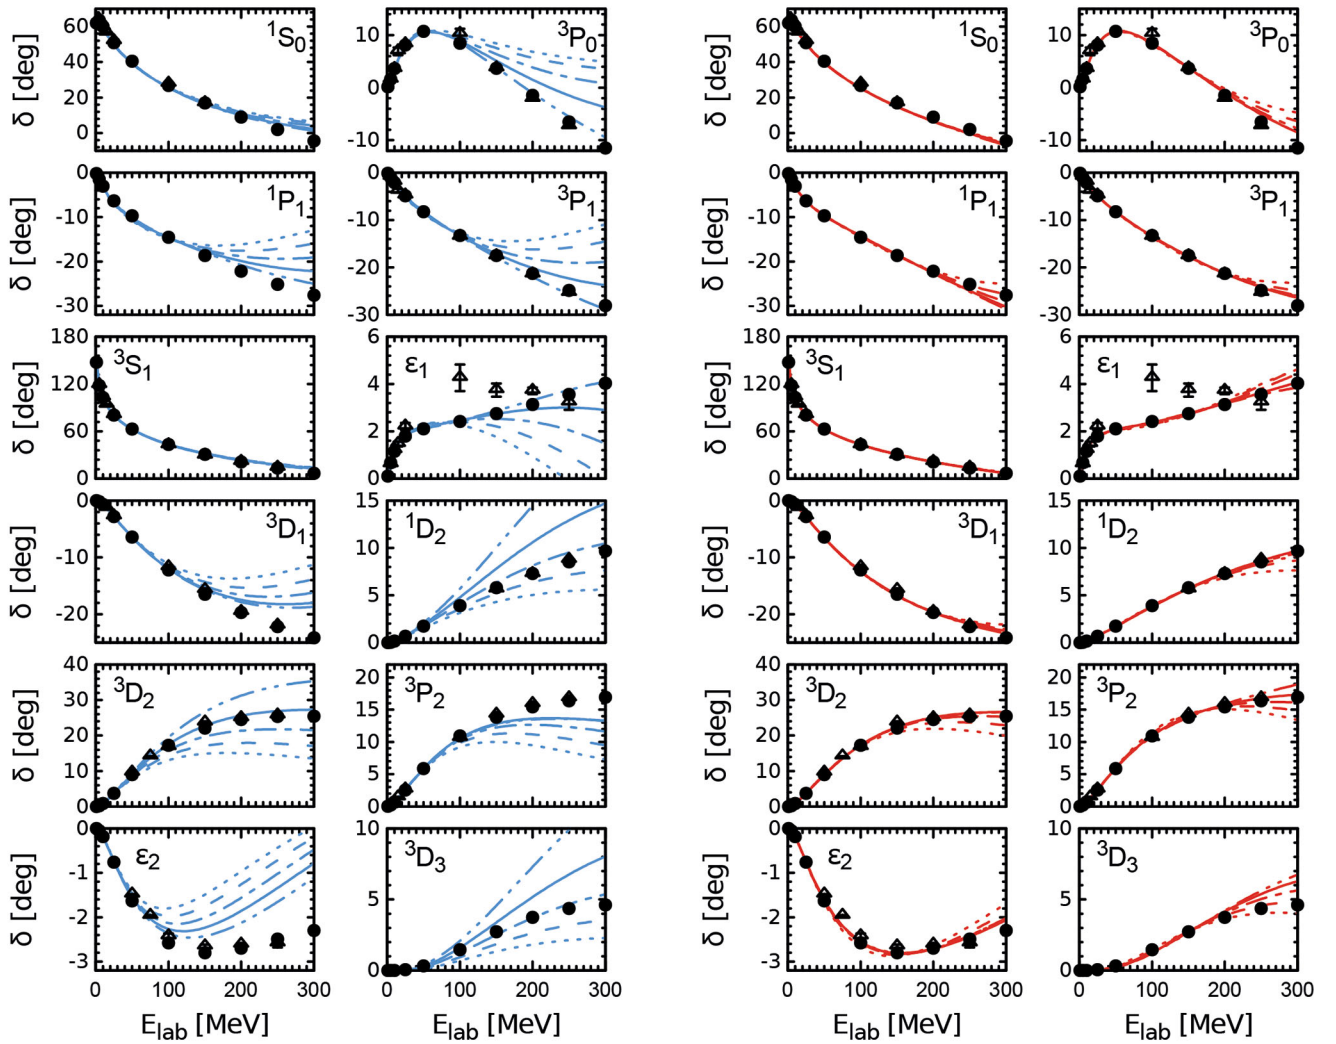 δ [deg] 60 40 20 0 ¹S₀ 10 0 -10 ³P₀ δ [deg] 60 40 20 0 ¹S₀ 10 0 -10 ³P₀
δ [deg] 0 -10 -20 -30 ¹P₁ 0 -10 -20 -30 ³P₁ δ [deg] 0 -10 -20 -30 ¹P₁ 0 -10 -20 -30 ³P₁
δ [deg] 180 120 60 0 ³S₁ 6 4 2 0 ε₁ δ [deg] 180 120 60 0 ³S₁ 6 4 2 0 ε₁
δ [deg] 0 -10 -20 ³D₁ 15 10 5 0 ¹D₂ δ [deg] 0 -10 -20 ³D₁ 15 10 5 0 ¹D₂
δ [deg] 40 30 20 10 0 ³D₂ 20 15 10 5 0 ³P₂ δ [deg] 40 30 20 10 0 ³D₂ 20 15 10 5 0 ³P₂
δ [deg] 0 -1 -2 -3 ε₂ 10 5 0 ³D₃ δ [deg] 0 -1 -2 -3 ε₂ 10 5 0 ³D₃
0 100 200 300 0 100 200 300 0 100 200 300 0 100 200 300
E_lab [MeV] E_lab [MeV] E_lab [MeV] E_lab [MeV]